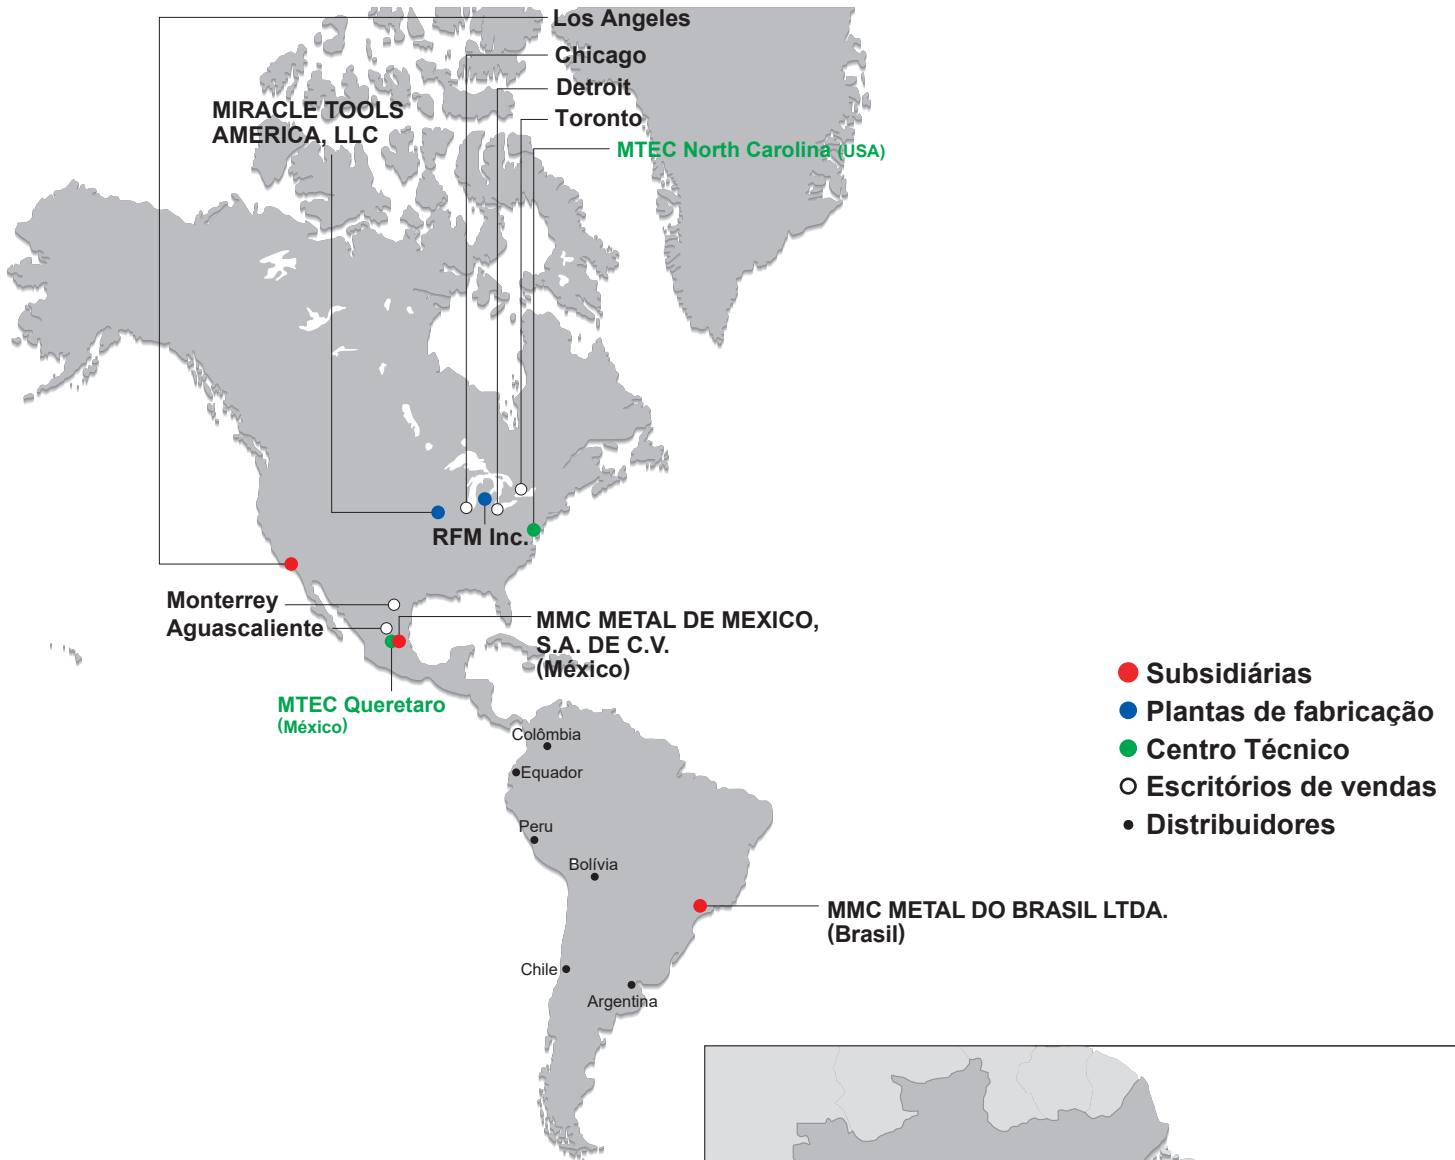 Los Angeles
Chicago
Detroit
MIRACLE TOOLS
AMERICA, LLC
Toronto
MTEC North Carolina (USA)
RFM Inc.
Monterrey
Aguascaliente
MMC METAL DE MEXICO,
S.A. DE C.V.
(México)
MTEC Queretaro
(México)
Subsidiárias
Plantas de fabricação
Centro Técnico
Escritórios de vendas
Distribuidores
Colômbia
Equador
Peru
Bolívia
MMC METAL DO BRASIL LTDA.
(Brasil)
Chile
Argentina